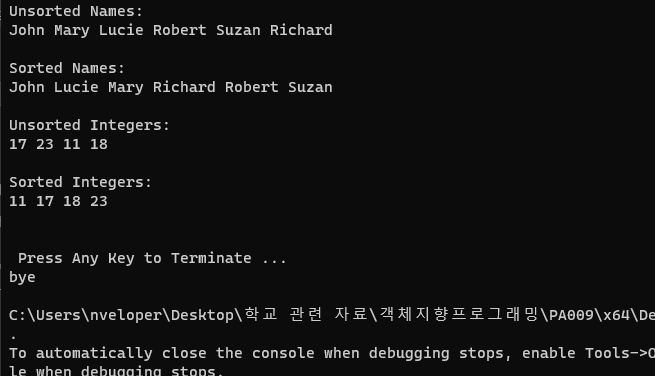 Unsorted Names:
John Mary Lucie Robert Suzan Richard
Sorted Names:
John Lucie Mary Richard Robert Suzan
Unsorted Integers:
17 23 11 18
Sorted Integers:
11 17 18 23
Press Any Key to Terminate ...
bye
C:\Users\nveloper\Desktop\학교 관련 자료\객체지향프로그래밍\PA009\x64\De
.
To automatically close the console when debugging stops, enable Tools->O
le when debugging stops.